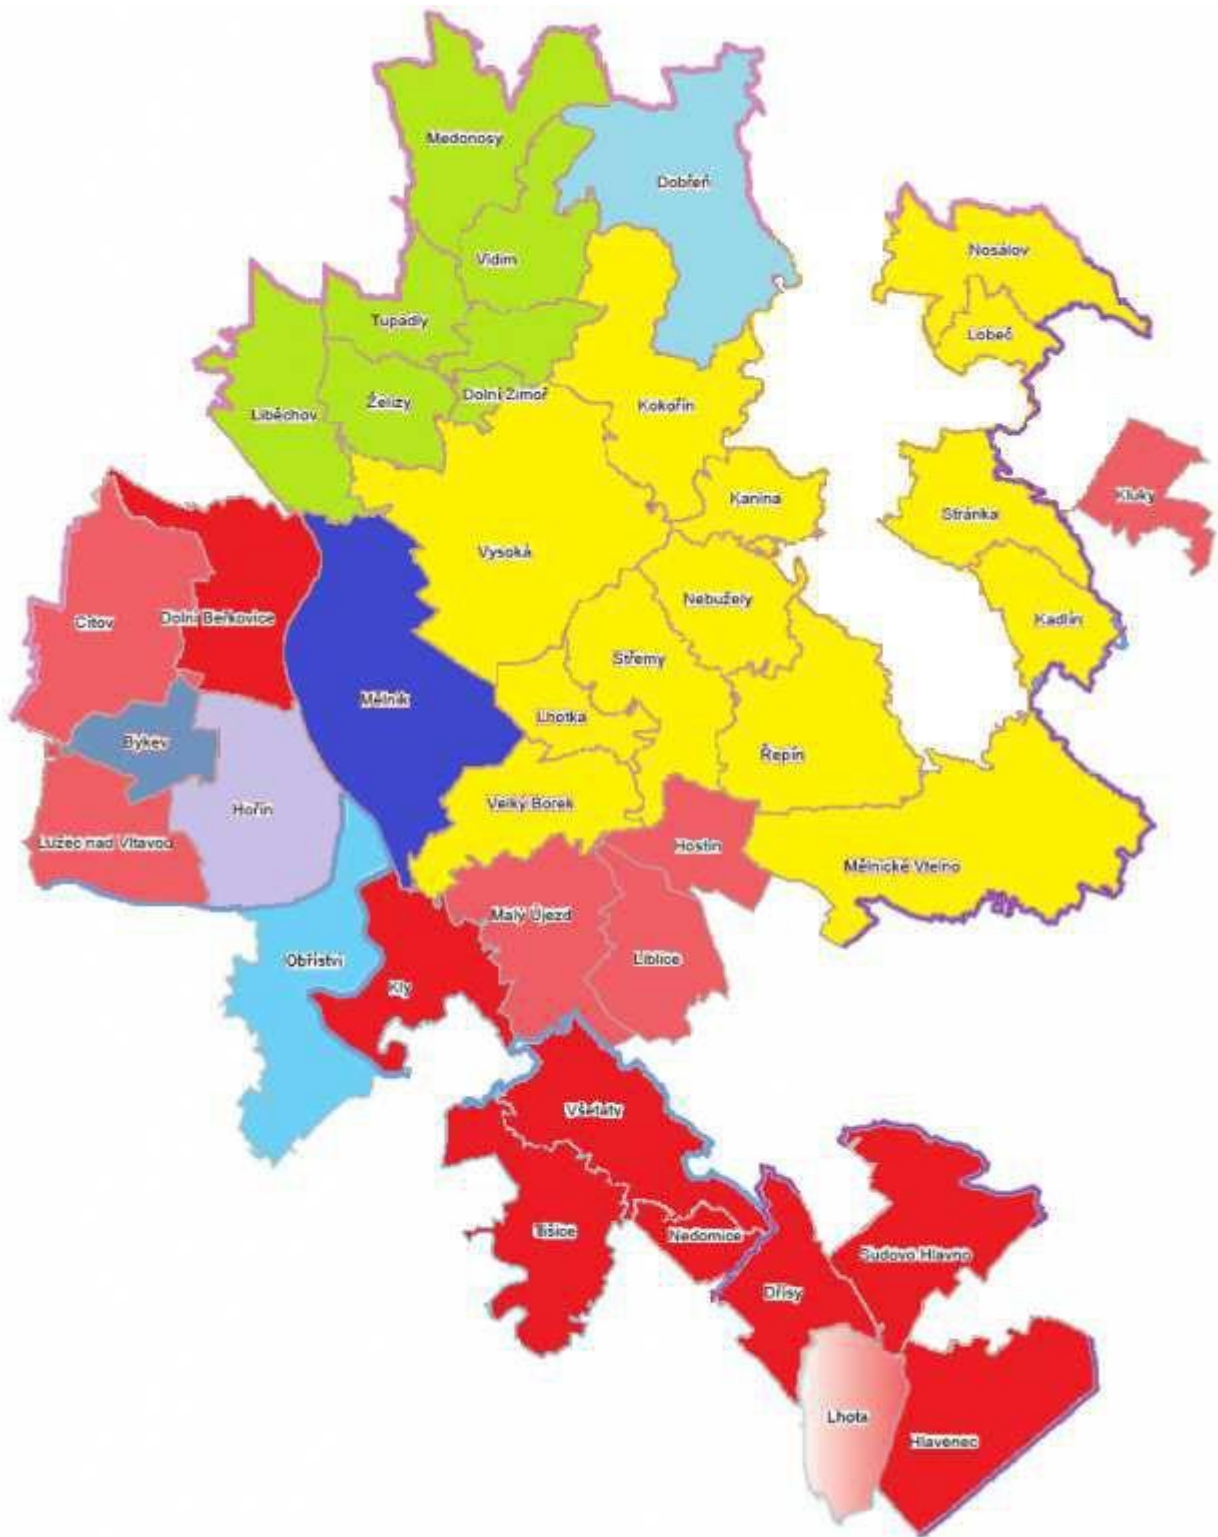 Medonosy
Dobřeň
Nosálov
Vidim
Tupadly
Lobeč
Želízy
Dolní Zimoř
Liběchov
Kokořín
Kanina
Kluky
Stránka
Vysoká
Nebužely
Cítov
Dolní Beřkovice
Kadlín
Střemy
Mělník
Lhotka
Býkev
Řepín
Velký Borek
Hořín
Lužec nad Vltavou
Hostín
Mělnické Vtelno
Malý Újezd
Liblice
Obříství
Kly
Všetaty
Tišice
Nedomice
Sudovo Hlavno
Dřísy
Lhota
Hlavenec